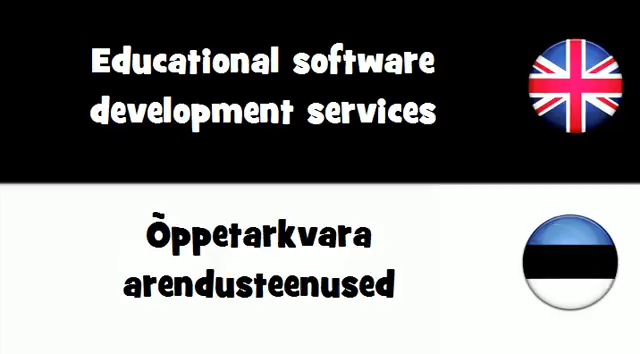 Educational software
development services
Õppetarkvara
arendusteenused